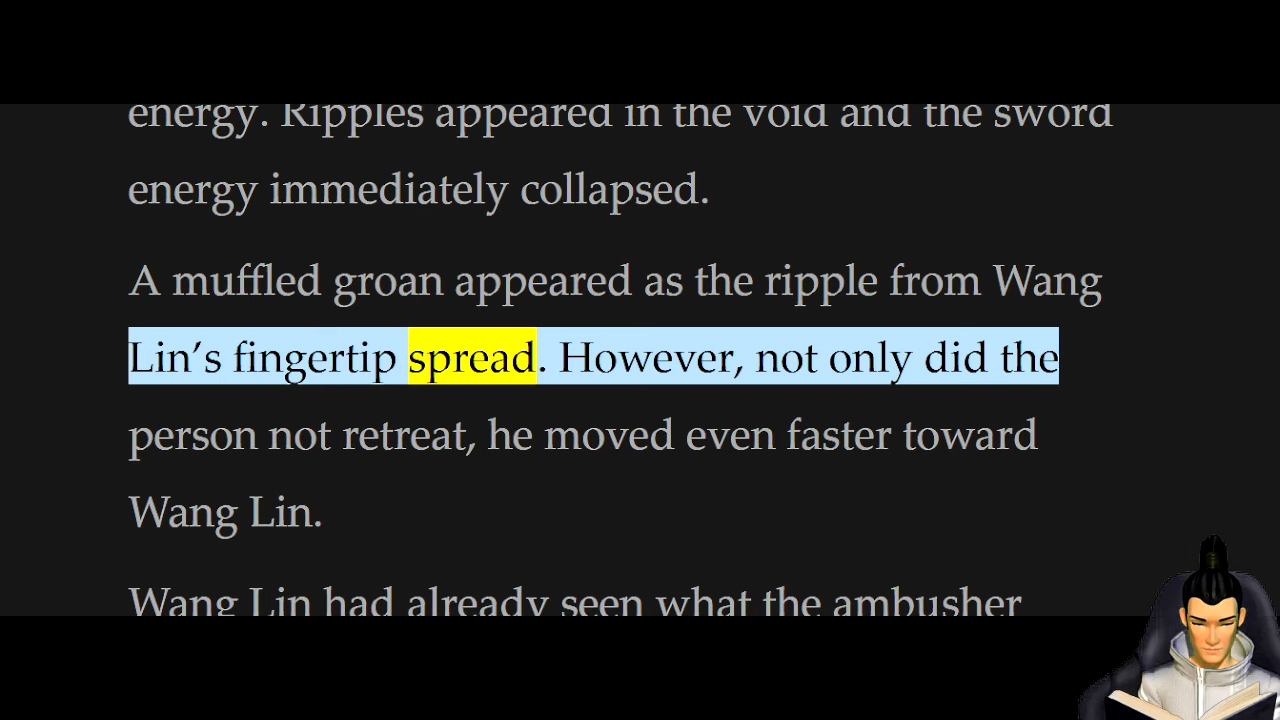 energy. Ripples appeared in the void and the sword
energy immediately collapsed.
A muffled groan appeared as the ripple from Wang
Lin’s fingertip spread. However, not only did the
person not retreat, he moved even faster toward
Wang Lin.
Wang Lin had already seen what the ambusher